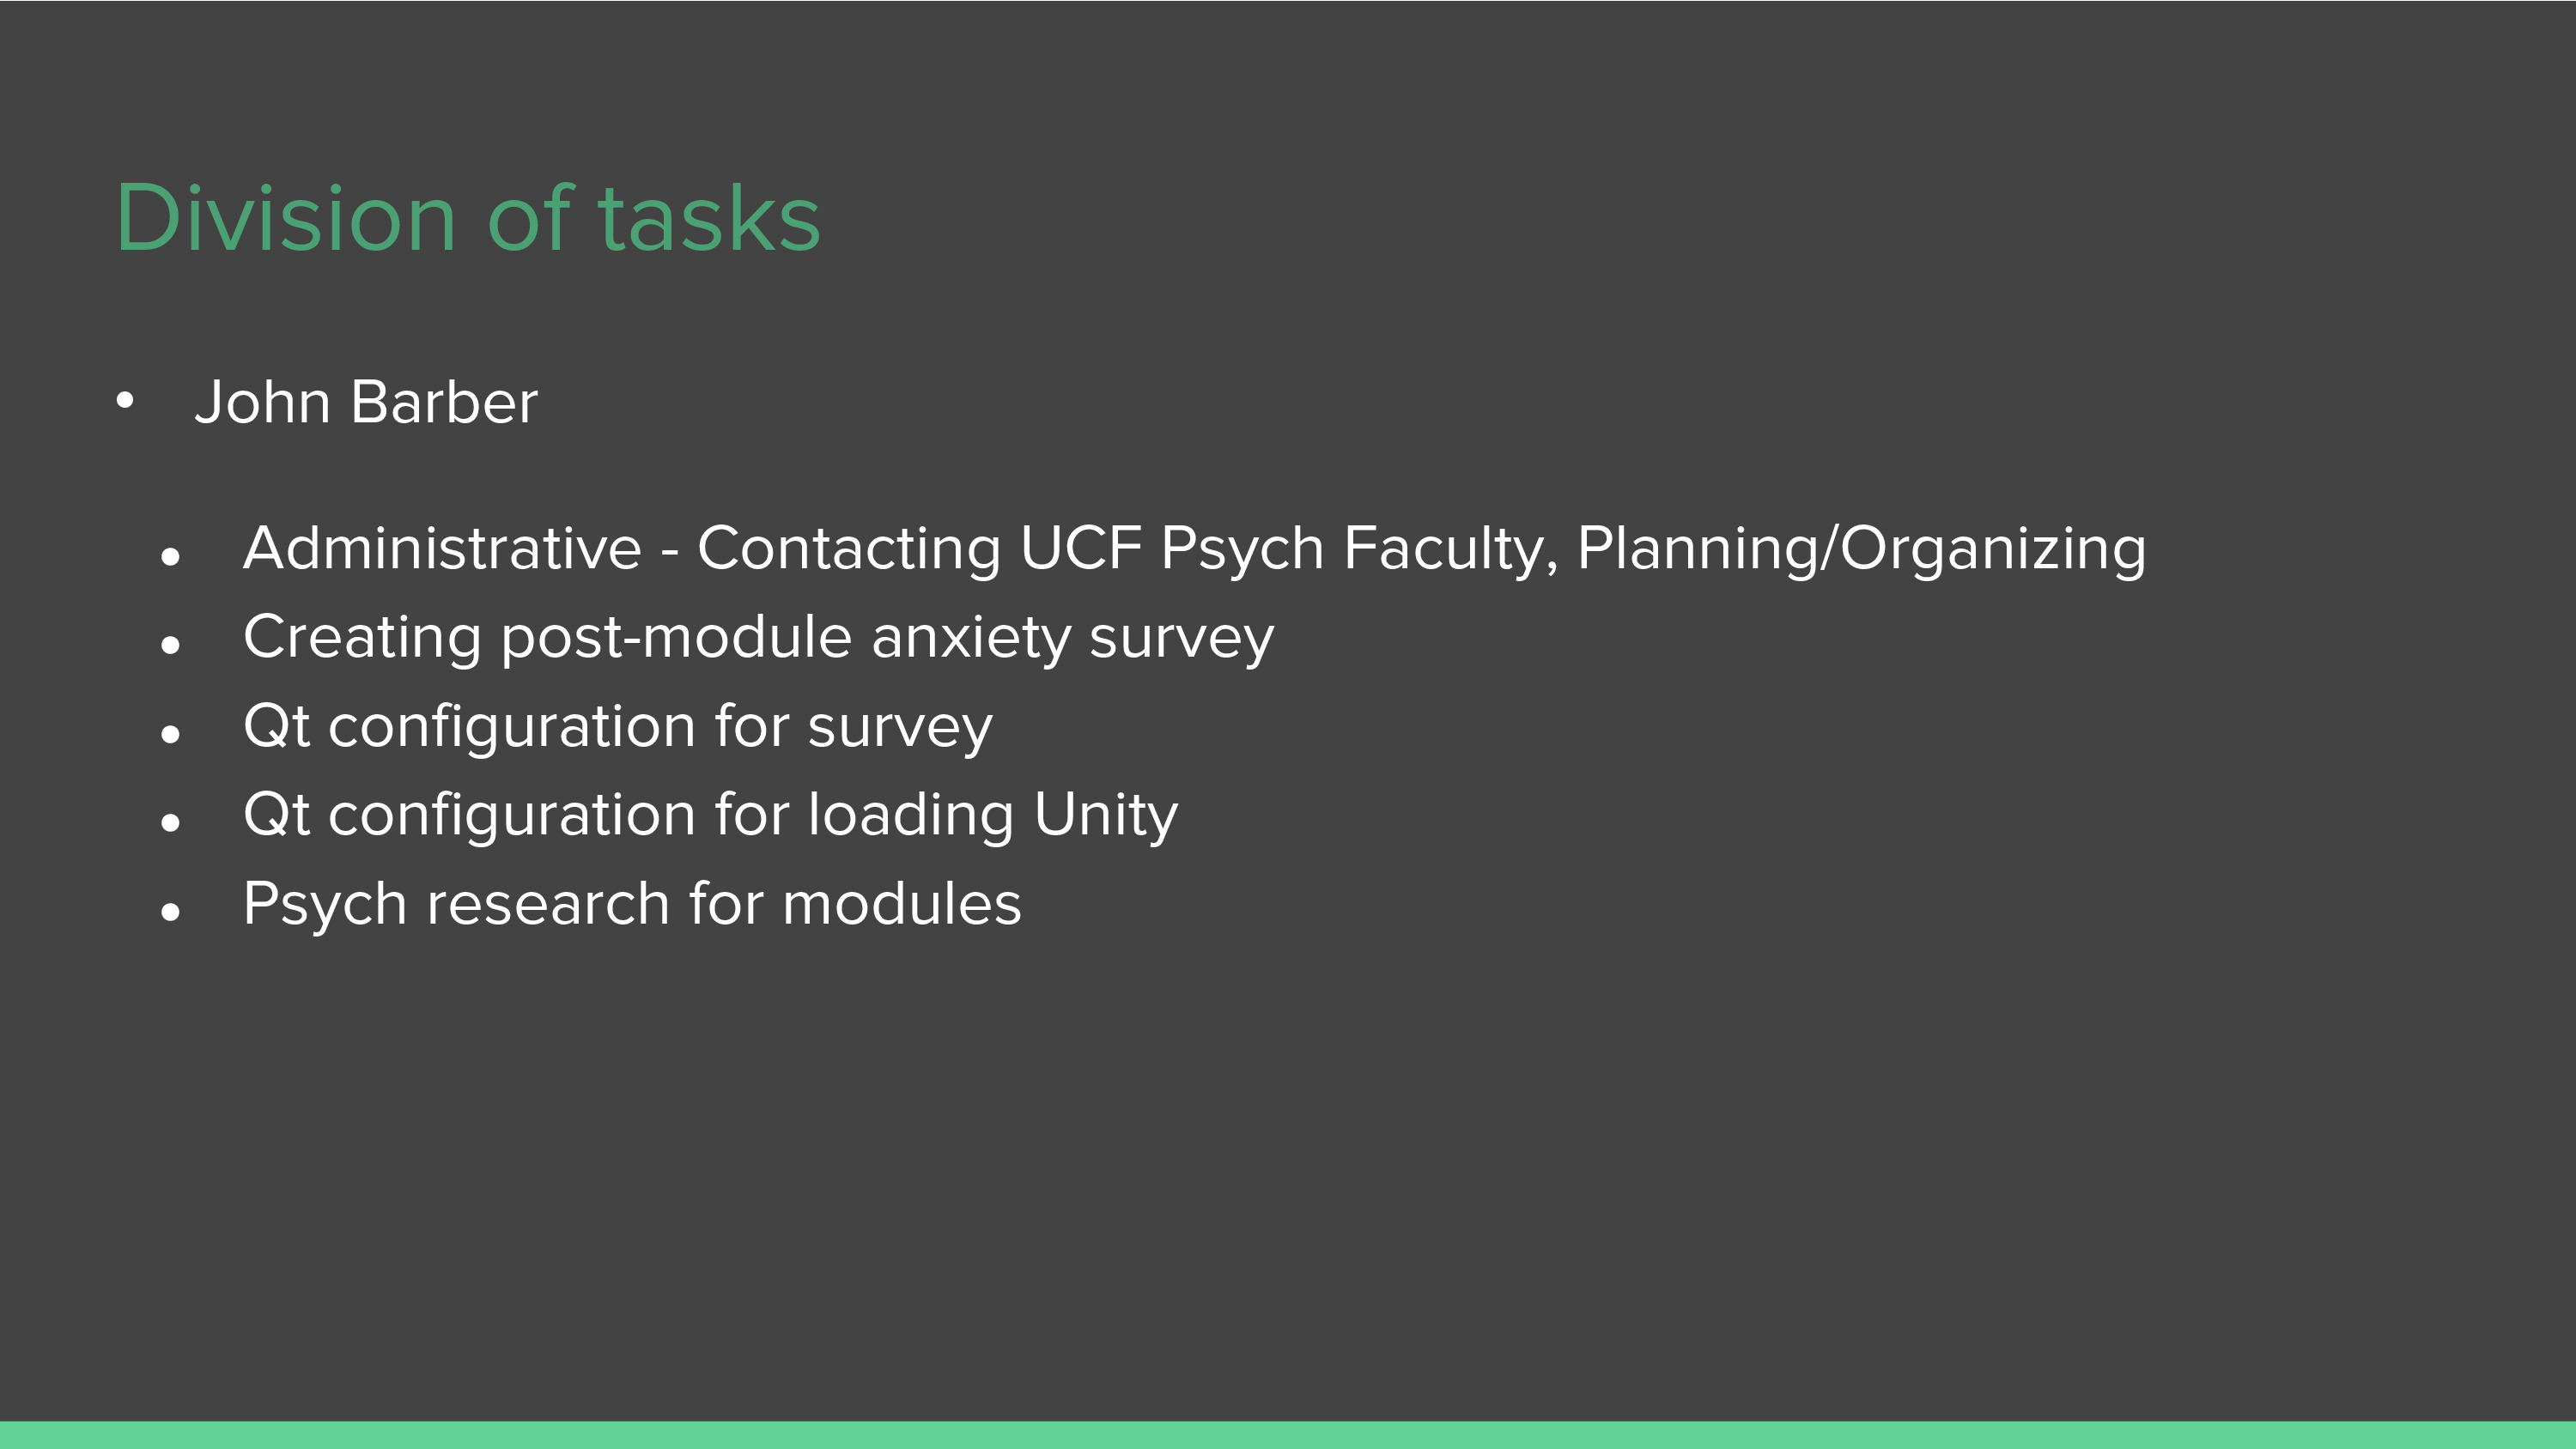 Division of tasks
• John Barber
• Administrative - Contacting UCF Psych Faculty, Planning/Organizing
• Creating post-module anxiety survey
• Qt configuration for survey
• Qt configuration for loading Unity
• Psych research for modules